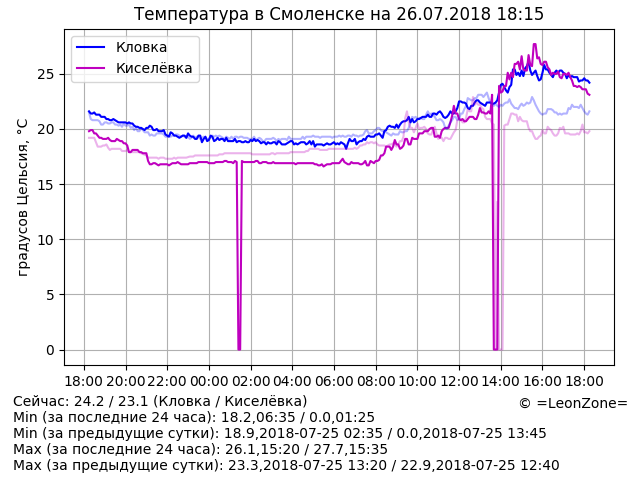 Температура в Смоленске на 26.07.2018 18:15
Кловка
Киселёвка
градусов Цельсия, °C
25
20
15
10
5
0
18:00 20:00 22:00 00:00 02:00 04:00 06:00 08:00 10:00 12:00 14:00 16:00 18:00
Сейчас: 24.2 / 23.1 (Кловка / Киселёвка)
© =LeonZone=
Min (за последние 24 часа): 18.2,06:35 / 0.0,01:25
Min (за предыдущие сутки): 18.9,2018-07-25 02:35 / 0.0,2018-07-25 13:45
Max (за последние 24 часа): 26.1,15:20 / 27.7,15:35
Max (за предыдущие сутки): 23.3,2018-07-25 13:20 / 22.9,2018-07-25 12:40